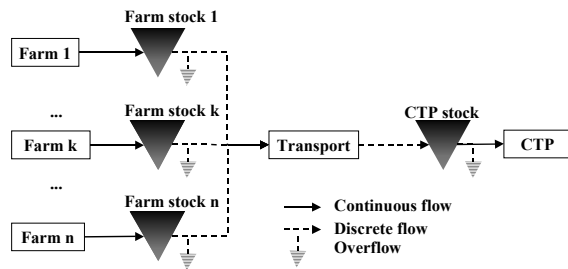 Farm stock 1
Farm 1
...
Farm stock k
CTP stock
Farm k
Transport
CTP
...
Farm stock n
Farm n
Continuous flow
Discrete flow
Overflow